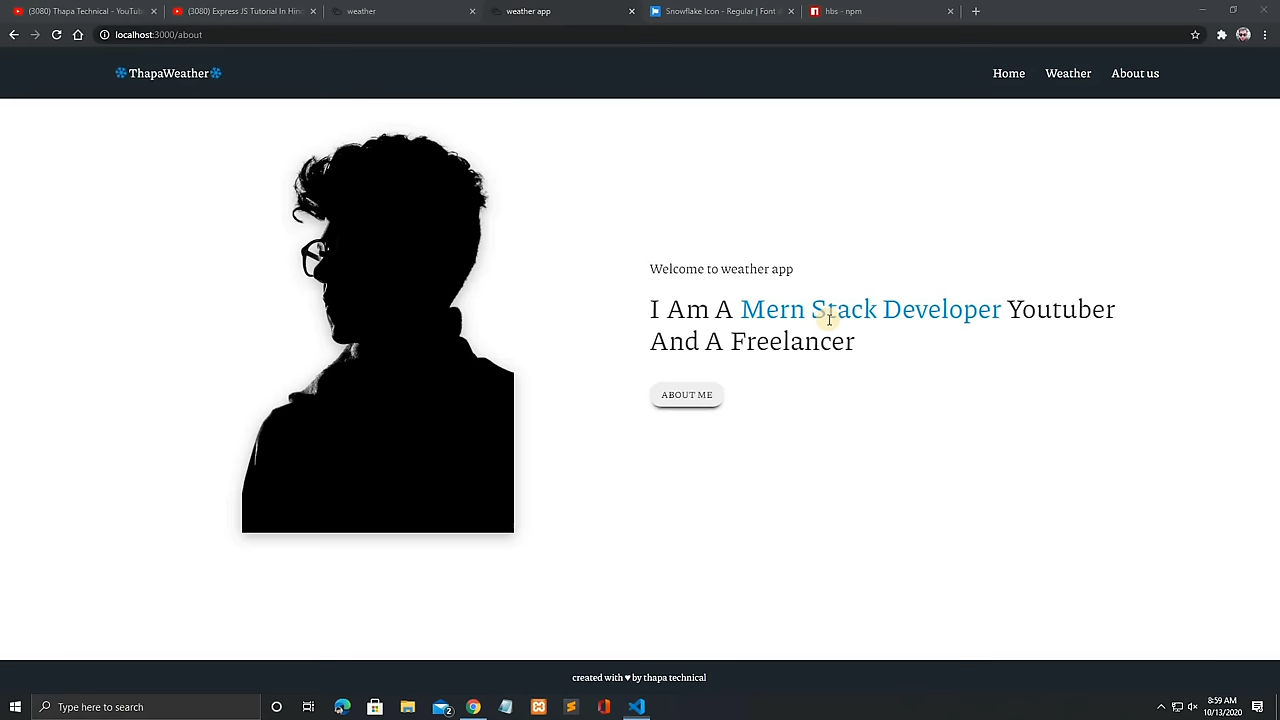 (3080) Thapa Technical - YouTub
(3080) Express JS Tutorial In Hin
weather
weather app
Snowflake Icon - Regular | Font
hbs - npm
localhost:3000/about
ThapaWeather
Home
Weather
About us
Welcome to weather app
I Am A Mern Stack Developer Youtuber
And A Freelancer
ABOUT ME
created with ♥ by thapa technical
Type here to search
2
8:59 AM
10/13/2020